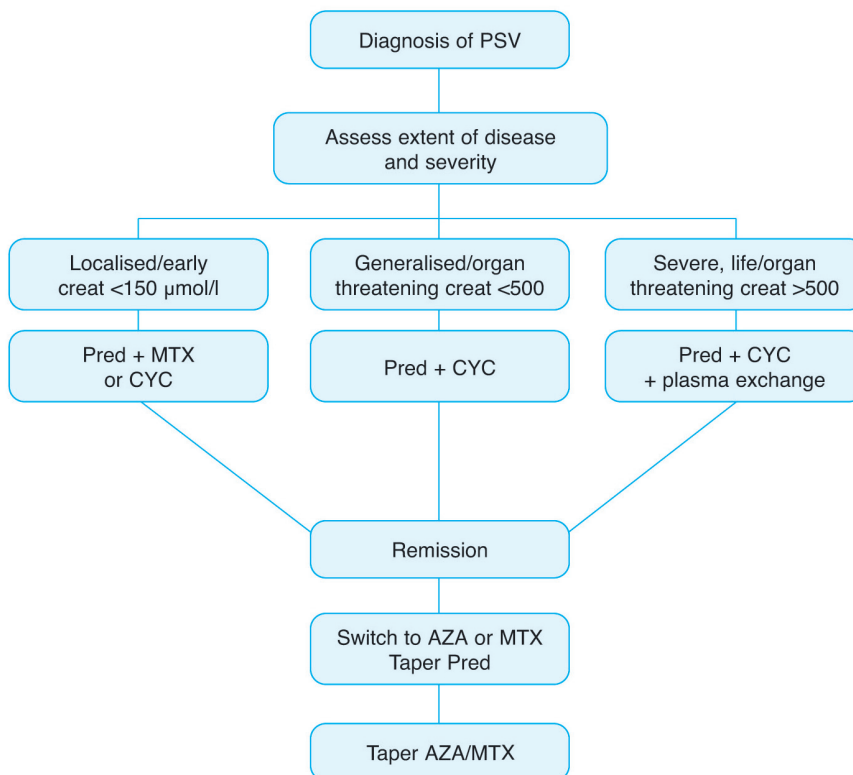 Diagnosis of PSV
Assess extent of disease
and severity
Localised/early
creat <150 µmol/l
Generalised/organ
threatening creat <500
Severe, life/organ
threatening creat >500
Pred + MTX
or CYC
Pred + CYC
Pred + CYC
+ plasma exchange
Remission
Switch to AZA or MTX
Taper Pred
Taper AZA/MTX